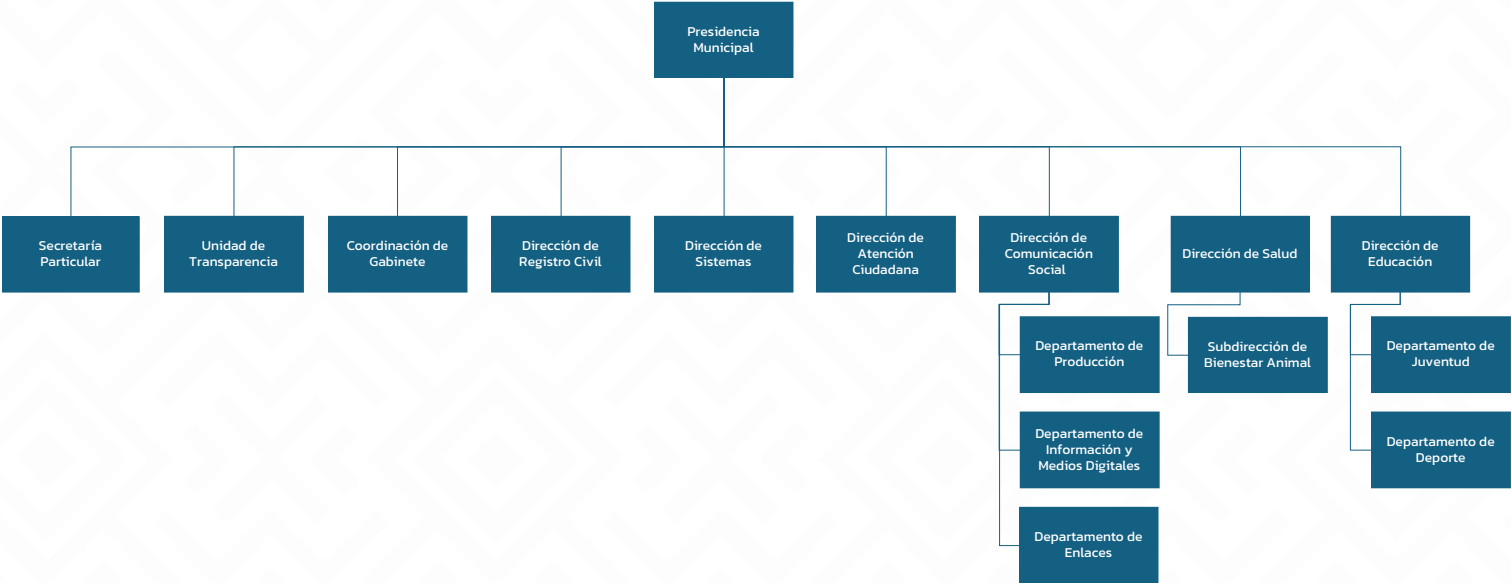 Presidencia
Municipal
Secretaría
Particular
Unidad de
Transparencia
Coordinación de
Gabinete
Dirección de
Registro Civil
Dirección de
Sistemas
Dirección de
Atención
Ciudadana
Dirección de
Comunicación
Social
Dirección de Salud
Dirección de
Educación
Departamento de
Producción
Departamento de
Información y
Medios Digitales
Departamento de
Enlaces
Subdirección de
Bienestar Animal
Departamento de
Juventud
Departamento de
Deporte